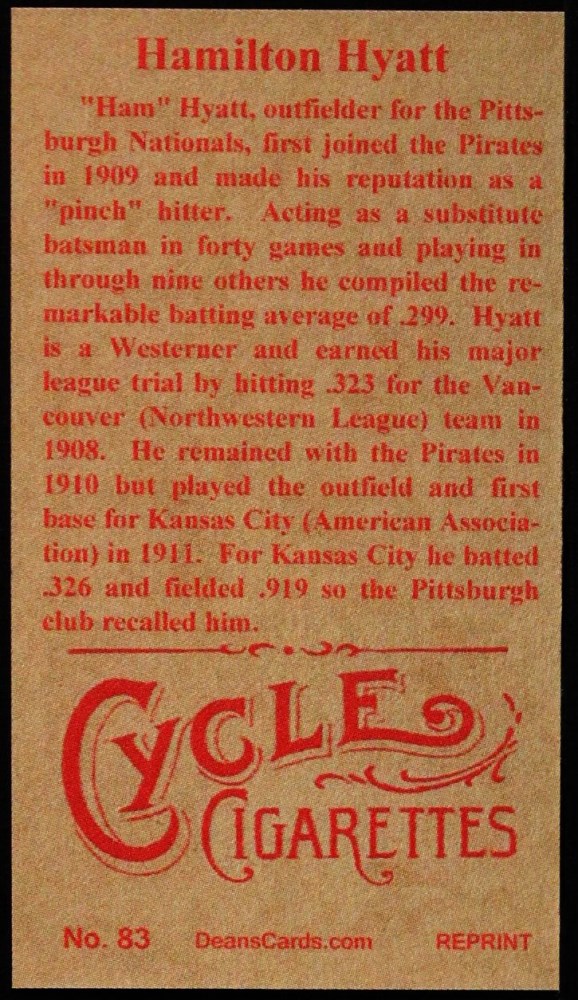 Hamilton Hyatt
"Ham" Hyatt, outfielder for the Pitts-
burgh Nationals, first joined the Pirates
in 1909 and made his reputation as a
"pinch" hitter. Acting as a substitute
batsman in forty games and playing in
through nine others he compiled the re-
markable batting average of .299. Hyatt
is a Westerner and earned his major
league trial by hitting .323 for the Van-
couver (Northwestern League) team in
1908. He remained with the Pirates in
1910 but played the outfield and first
base for Kansas City (American Associa-
tion) in 1911. For Kansas City he batted
.326 and fielded .919 so the Pittsburgh
club recalled him.
CYCLE
CIGARETTES
No. 83 DeansCards.com REPRINT